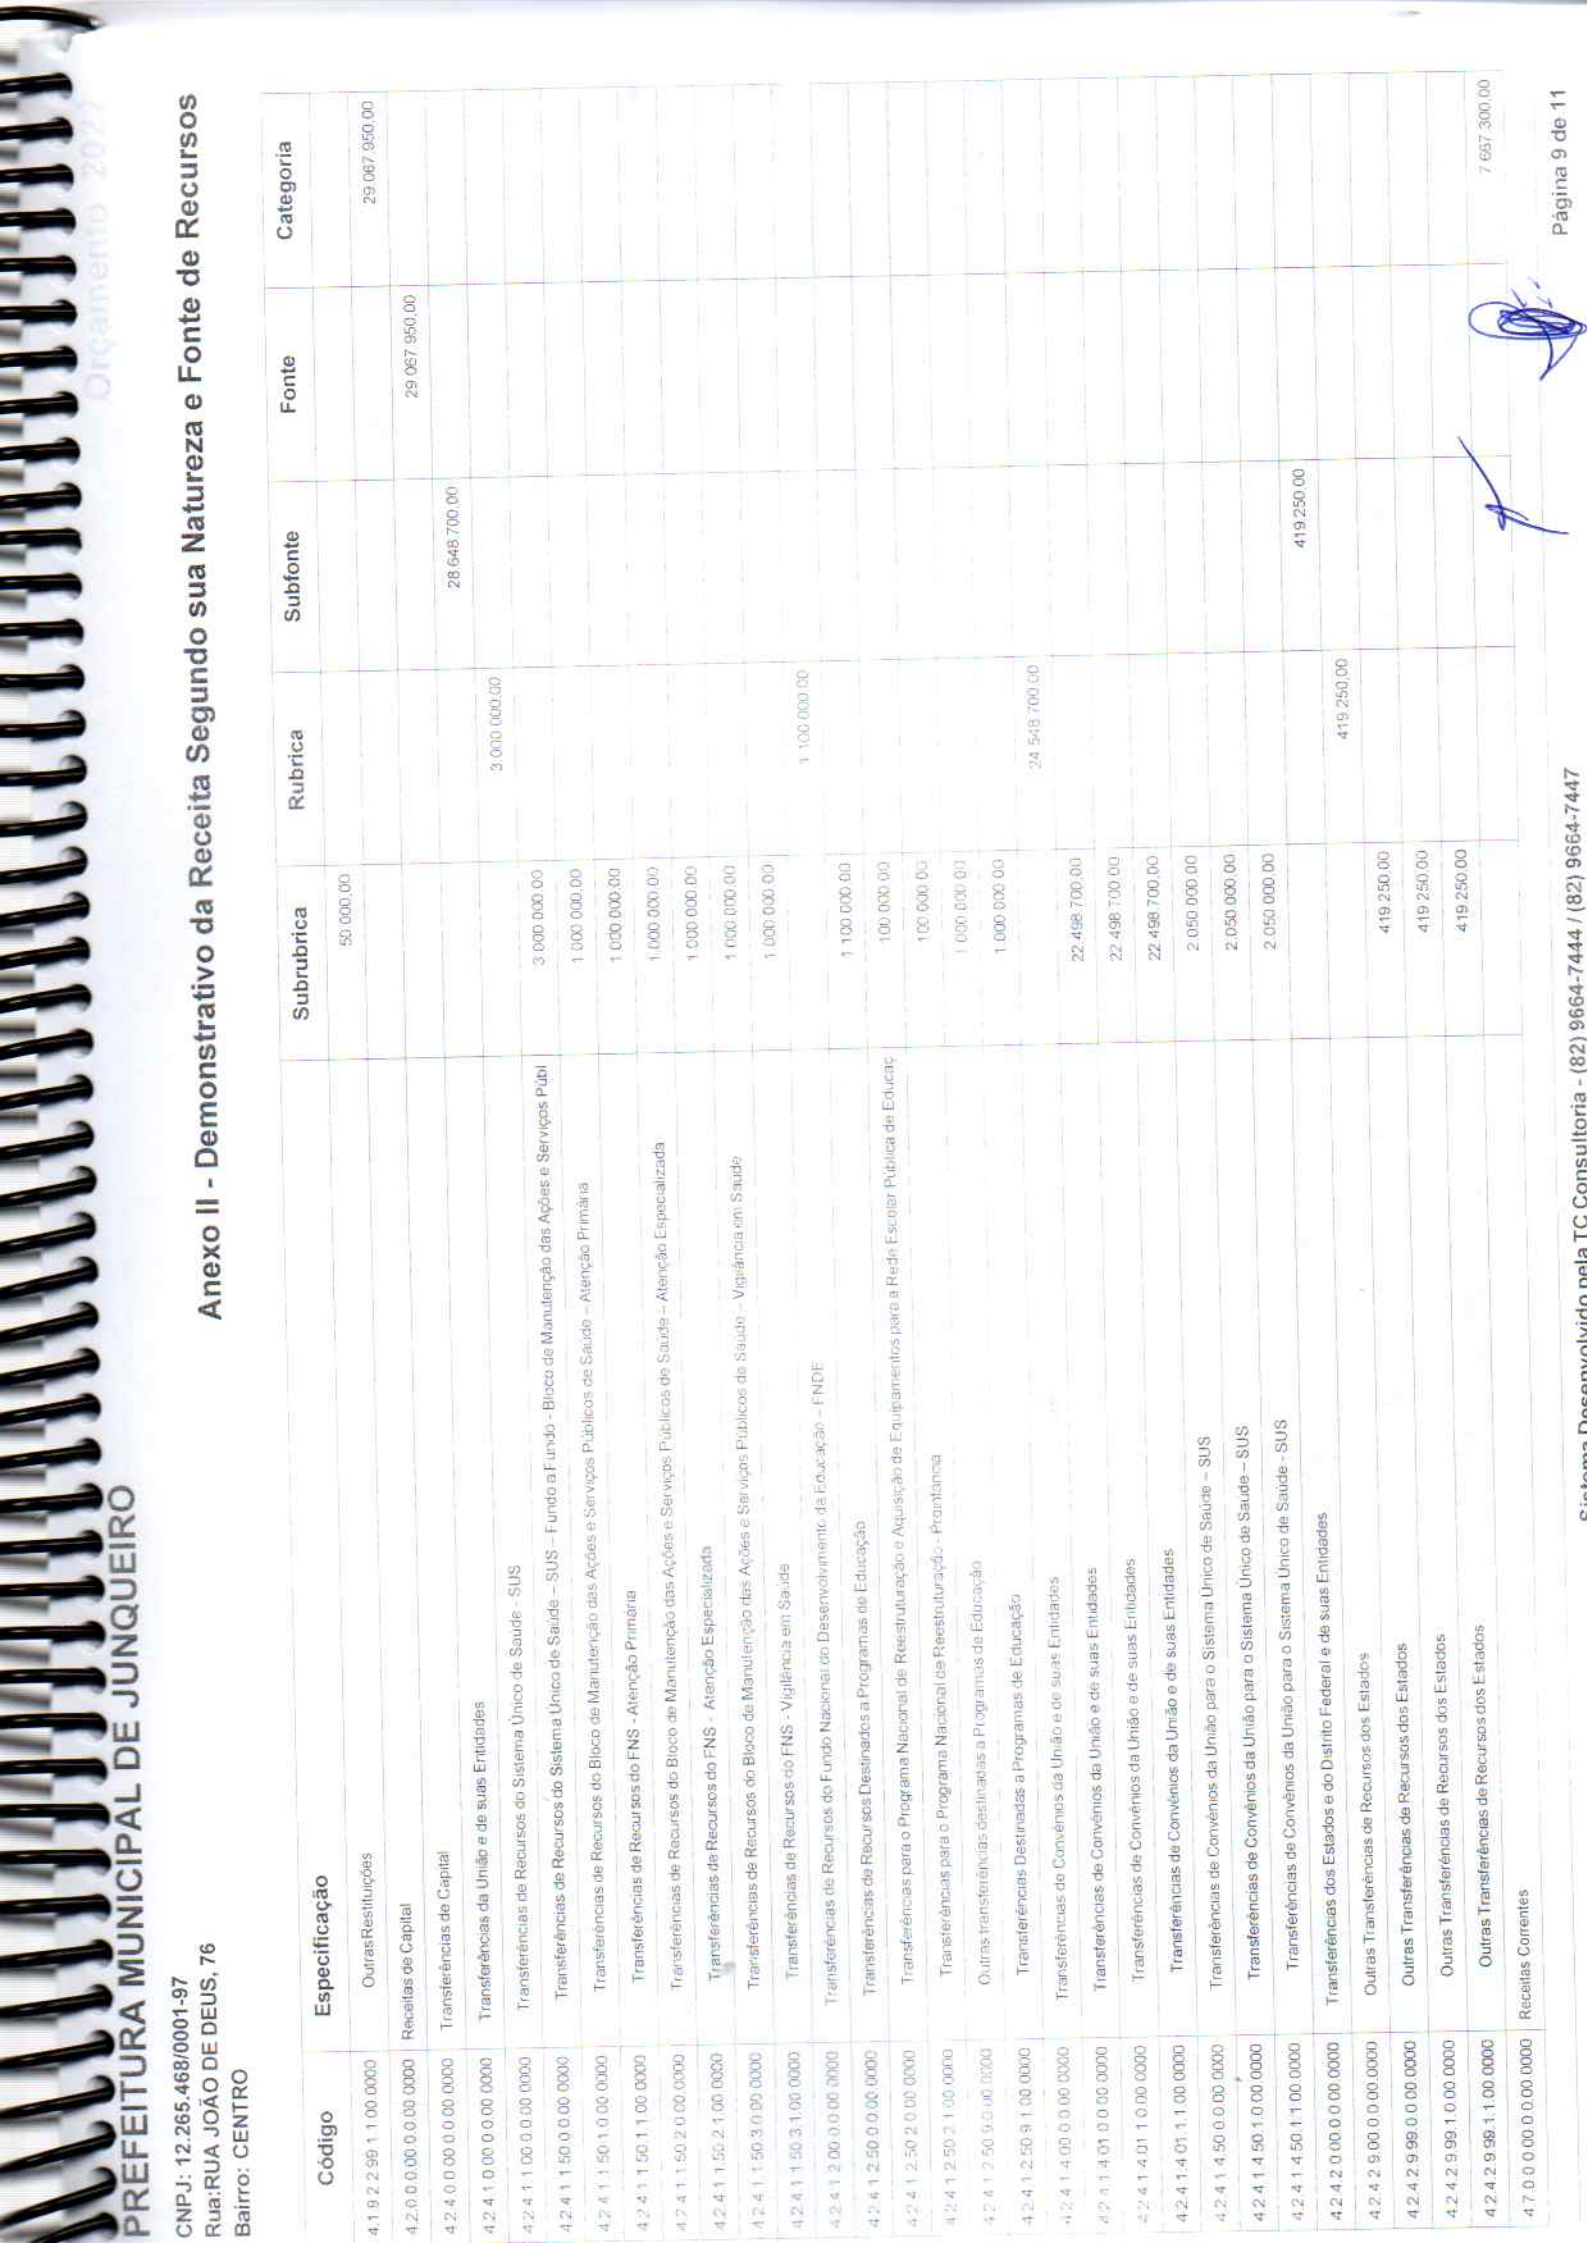 Orçamento 2022
PREFEITURA MUNICIPAL DE JUNQUEIRO
CNPJ: 12.265.468/0001-97
Rua:RUA JOÃO DE DEUS, 76
Bairro: CENTRO
Anexo II - Demonstrativo da Receita Segundo sua Natureza e Fonte de Recursos
Código Especificação Subrubrica Rubrica Subfonte Fonte Categoria
4.1.9.2.2.99.1.1.00.0000 Outras Restituições 50.000,00
4.2.0.0.0.00.0.0.00.0000 Receitas de Capital 29.067.950,00
4.2.4.0.0.00.0.0.00.0000 Transferências de Capital 29.067.950,00
4.2.4.1.0.00.0.0.00.0000 Transferências da União e de suas Entidades 28.648.700,00
4.2.4.1.1.00.0.0.00.0000 Transferências de Recursos do Sistema Único de Saúde - SUS 3.000.000,00
4.2.4.1.1.50.0.0.00.0000 Transferências de Recursos do Sistema Único de Saúde – SUS - Fundo a Fundo - Bloco de Manutenção das Ações e Serviços Públ 3.000.000,00
4.2.4.1.1.50.1.0.00.0000 Transferências de Recursos do Bloco de Manutenção das Ações e Serviços Públicos de Saúde – Atenção Primária 1.000.000,00
4.2.4.1.1.50.1.1.00.0000 Transferências de Recursos do FNS - Atenção Primária 1.000.000,00
4.2.4.1.1.50.2.0.00.0000 Transferências de Recursos do Bloco de Manutenção das Ações e Serviços Públicos de Saúde – Atenção Especializada 1.000.000,00
4.2.4.1.1.50.2.1.00.0000 Transferências de Recursos do FNS - Atenção Especializada 1.000.000,00
4.2.4.1.1.50.3.0.00.0000 Transferências de Recursos do Bloco de Manutenção das Ações e Serviços Públicos de Saúde – Vigilância em Saúde 1.000.000,00
4.2.4.1.1.50.3.1.00.0000 Transferências de Recursos do FNS - Vigilância em Saúde 1.000.000,00
4.2.4.1.2.00.0.0.00.0000 Transferências de Recursos do Fundo Nacional do Desenvolvimento da Educação – FNDE 1.100.000,00
4.2.4.1.2.50.0.0.00.0000 Transferências de Recursos Destinados a Programas de Educação 1.100.000,00
4.2.4.1.2.50.2.0.00.0000 Transferências para o Programa Nacional de Reestruturação e Aquisição de Equipamentos para a Rede Escolar Pública de Educaç 100.000,00
4.2.4.1.2.50.2.1.00.0000 Transferências para o Programa Nacional de Reestruturação - Proinfancia 100.000,00
4.2.4.1.2.50.9.0.00.0000 Outras transferências destinadas a Programas de Educação 1.000.000,00
4.2.4.1.2.50.9.1.00.0000 Transferências Destinadas a Programas de Educação 1.000.000,00
4.2.4.1.4.00.0.0.00.0000 Transferências de Convênios da União e de suas Entidades 24.548.700,00
4.2.4.1.4.01.0.0.00.0000 Transferências de Convênios da União e de suas Entidades 22.498.700,00
4.2.4.1.4.01.1.0.00.0000 Transferências de Convênios da União e de suas Entidades 22.498.700,00
4.2.4.1.4.01.1.1.00.0000 Transferências de Convênios da União e de suas Entidades 22.498.700,00
4.2.4.1.4.50.0.0.00.0000 Transferências de Convênios da União para o Sistema Único de Saúde – SUS 2.050.000,00
4.2.4.1.4.50.1.0.00.0000 Transferências de Convênios da União para o Sistema Único de Saúde – SUS 2.050.000,00
4.2.4.1.4.50.1.1.00.0000 Transferências de Convênios da União para o Sistema Único de Saúde - SUS 2.050.000,00
4.2.4.2.0.00.0.0.00.0000 Transferências dos Estados e do Distrito Federal e de suas Entidades 419.250,00
4.2.4.2.9.00.0.0.00.0000 Outras Transferências de Recursos dos Estados 419.250,00
4.2.4.2.9.99.0.0.00.0000 Outras Transferências de Recursos dos Estados 419.250,00
4.2.4.2.9.99.1.0.00.0000 Outras Transferências de Recursos dos Estados 419.250,00
4.2.4.2.9.99.1.1.00.0000 Outras Transferências de Recursos dos Estados 419.250,00
4.7.0.0.0.00.0.0.00.0000 Receitas Correntes 7.667.300,00
Sistema Desenvolvido pela TC Consultoria - (82) 9664-7444 / (82) 9664-7447
Página 9 de 11